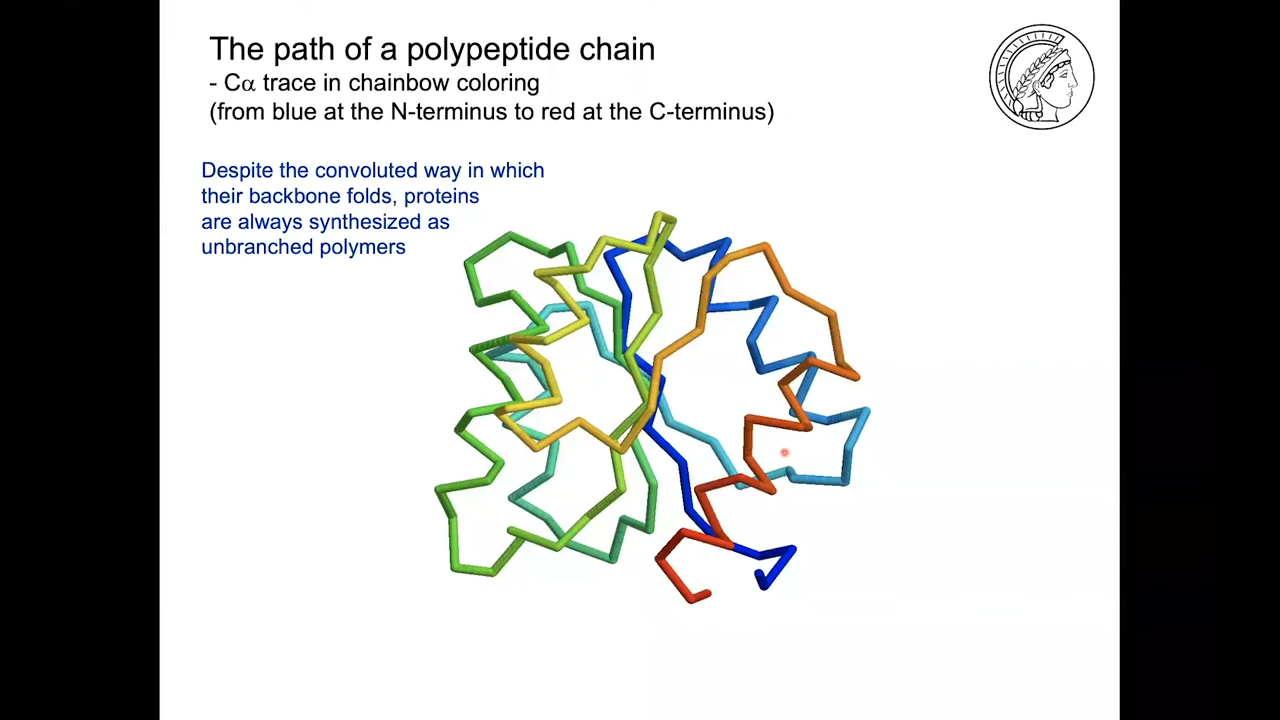 The path of a polypeptide chain
- Cα trace in chainbow coloring
(from blue at the N-terminus to red at the C-terminus)
Despite the convoluted way in which
their backbone folds, proteins
are always synthesized as
unbranched polymers